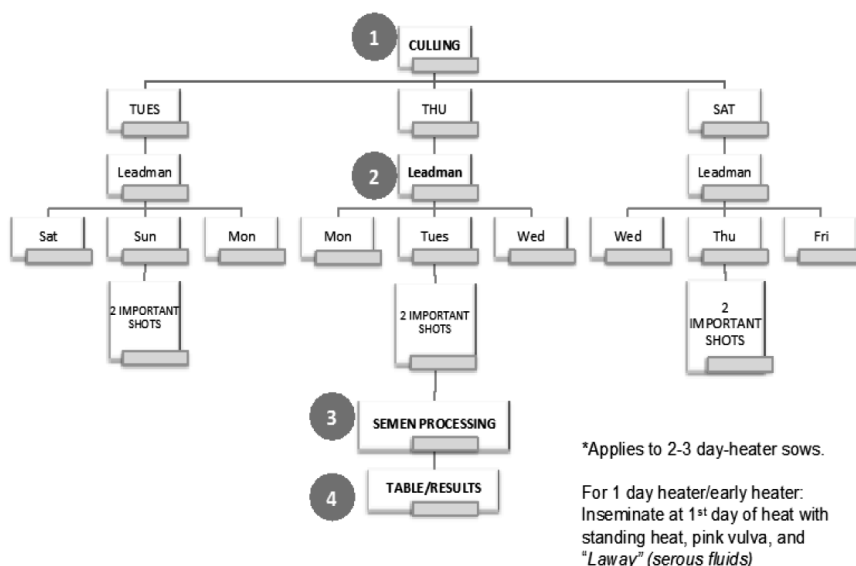 1
CULLING
TUES
THU
SAT
Leadman
2
Leadman
Leadman
Sat
Sun
Mon
Mon
Tues
Wed
Wed
Thu
Fri
2 IMPORTANT
SHOTS
2 IMPORTANT
SHOTS
2
IMPORTANT
SHOTS
3
SEMEN PROCESSING
4
TABLE/RESULTS
*Applies to 2-3 day-heater sows.
For 1 day heater/early heater:
Inseminate at 1st day of heat with
standing heat, pink vulva, and
“Laway” (serous fluids)